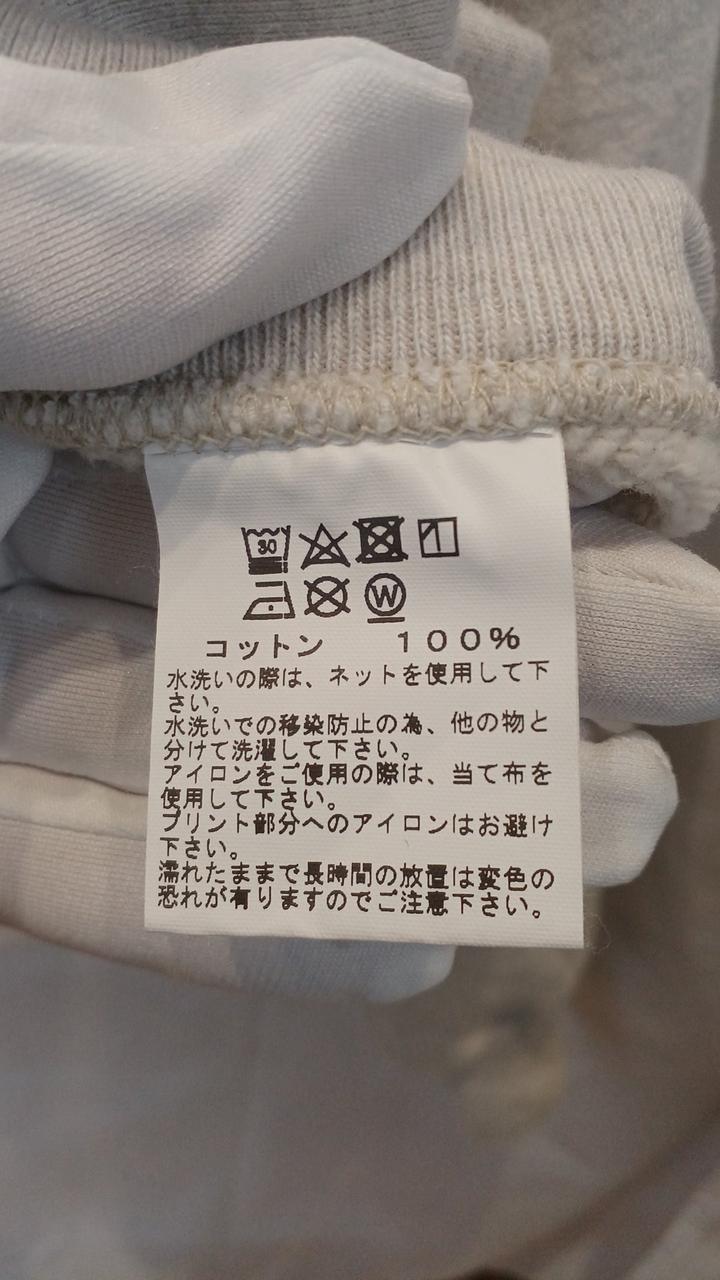 30
W
コットン 100%
水洗いの際は、ネットを使用して下
さい。
水洗いでの移染防止の為、他の物と
分けて洗濯して下さい。
アイロンをご使用の際は、当て布を
使用して下さい。
プリント部分へのアイロンはお避け
下さい。
濡れたままで長時間の放置は変色の
恐れが有りますのでご注意下さい。